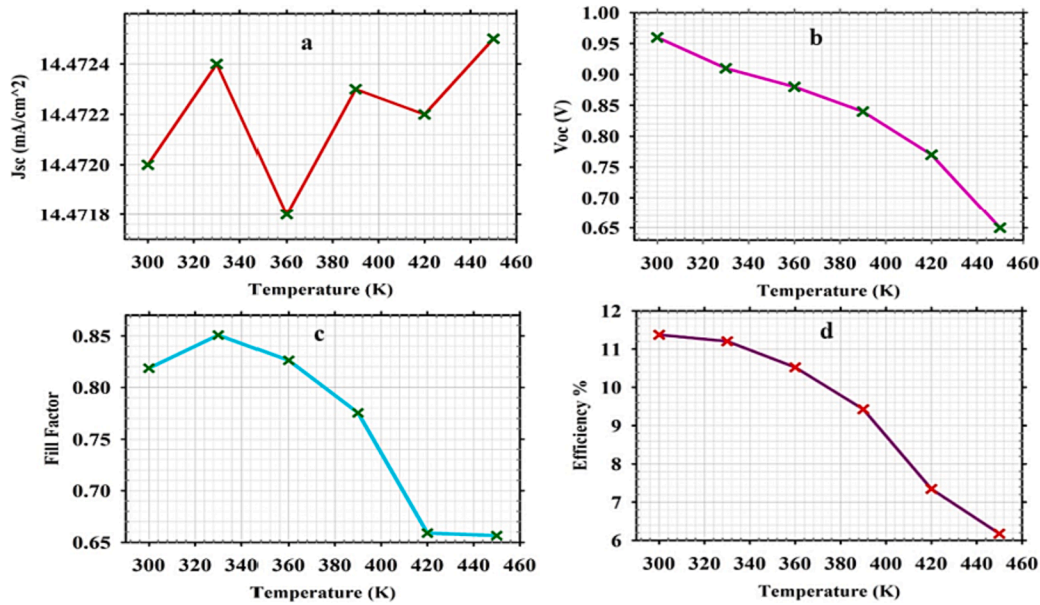 a
Jsc (mA/cm^2)
14.4724
14.4722
14.4720
14.4718
300 320 340 360 380 400 420 440 460
Temperature (K)
b
Voc (V)
1.00
0.95
0.90
0.85
0.80
0.75
0.70
0.65
300 320 340 360 380 400 420 440 460
Temperature (K)
c
Fill Factor
0.85
0.80
0.75
0.70
0.65
300 320 340 360 380 400 420 440 460
Temperature (K)
d
Efficiency %
12
11
10
9
8
7
6
300 320 340 360 380 400 420 440 460
Temperature (K)